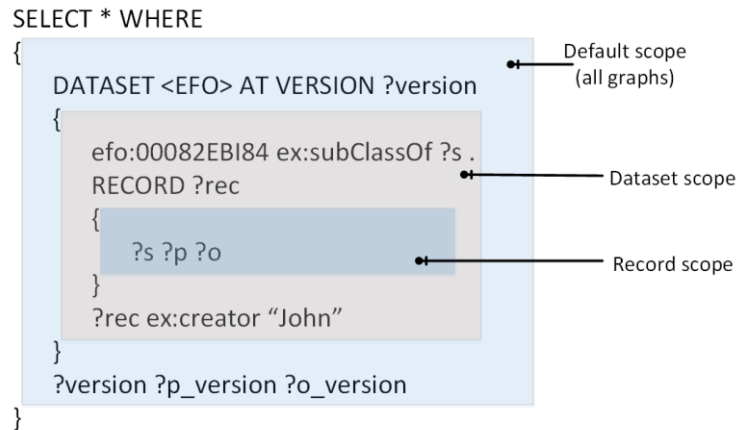 SELECT * WHERE
{
Default scope
(all graphs)
DATASET <EFO> AT VERSION ?version
{
efo:00082EBI84 ex:subClassOf ?s .
RECORD ?rec
Dataset scope
{
?s ?p ?o
Record scope
}
?rec ex:creator “John”
}
?version ?p_version ?o_version
}